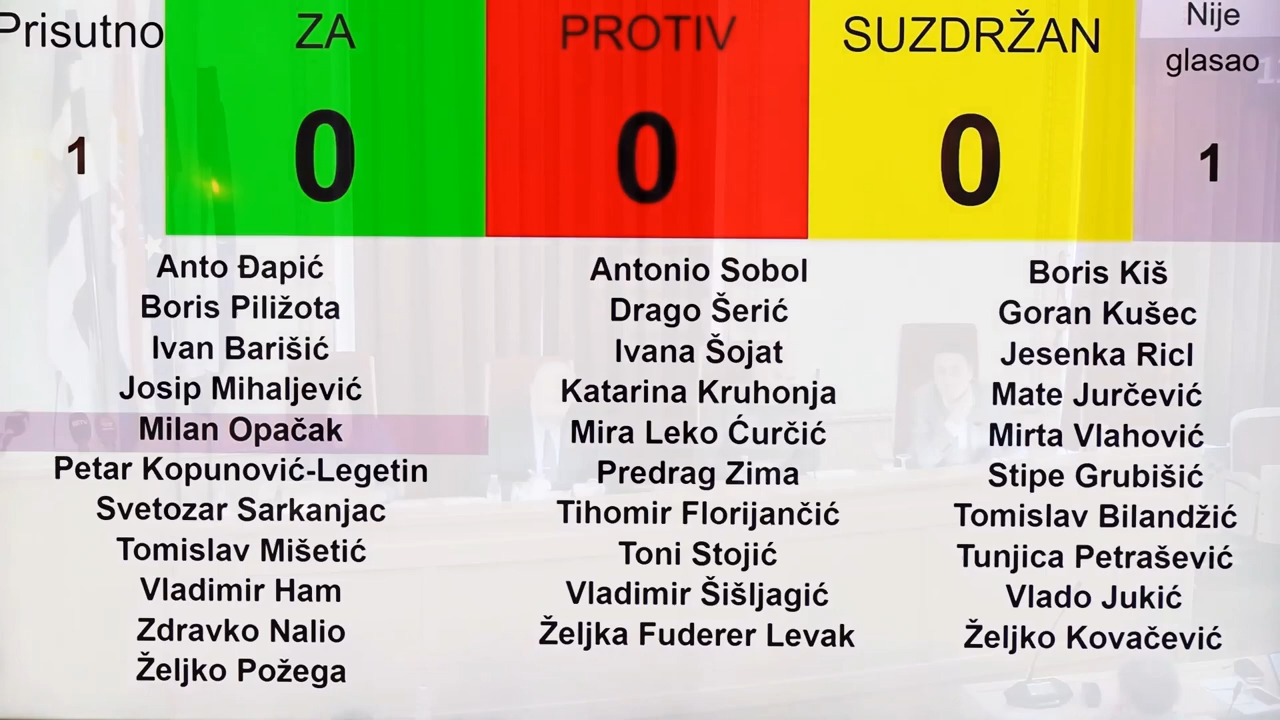 Prisutno
ZA
PROTIV
SUZDRŽAN
Nije
glasao
1
0
0
0
1
Anto Đapić
Boris Piližota
Ivan Barišić
Josip Mihaljević
Milan Opačak
Petar Kopunović-Legetin
Svetozar Sarkanjac
Tomislav Mišetić
Vladimir Ham
Zdravko Nalio
Željko Požega
Antonio Sobol
Drago Šerić
Ivana Šojat
Katarina Kruhonja
Mira Leko Ćurčić
Predrag Zima
Tihomir Florijančić
Toni Stojić
Vladimir Šišljagić
Željka Fuderer Levak
Boris Kiš
Goran Kušec
Jesenka Ricl
Mate Jurčević
Mirta Vlahović
Stipe Grubišić
Tomislav Bilandžić
Tunjica Petrašević
Vlado Jukić
Željko Kovačević